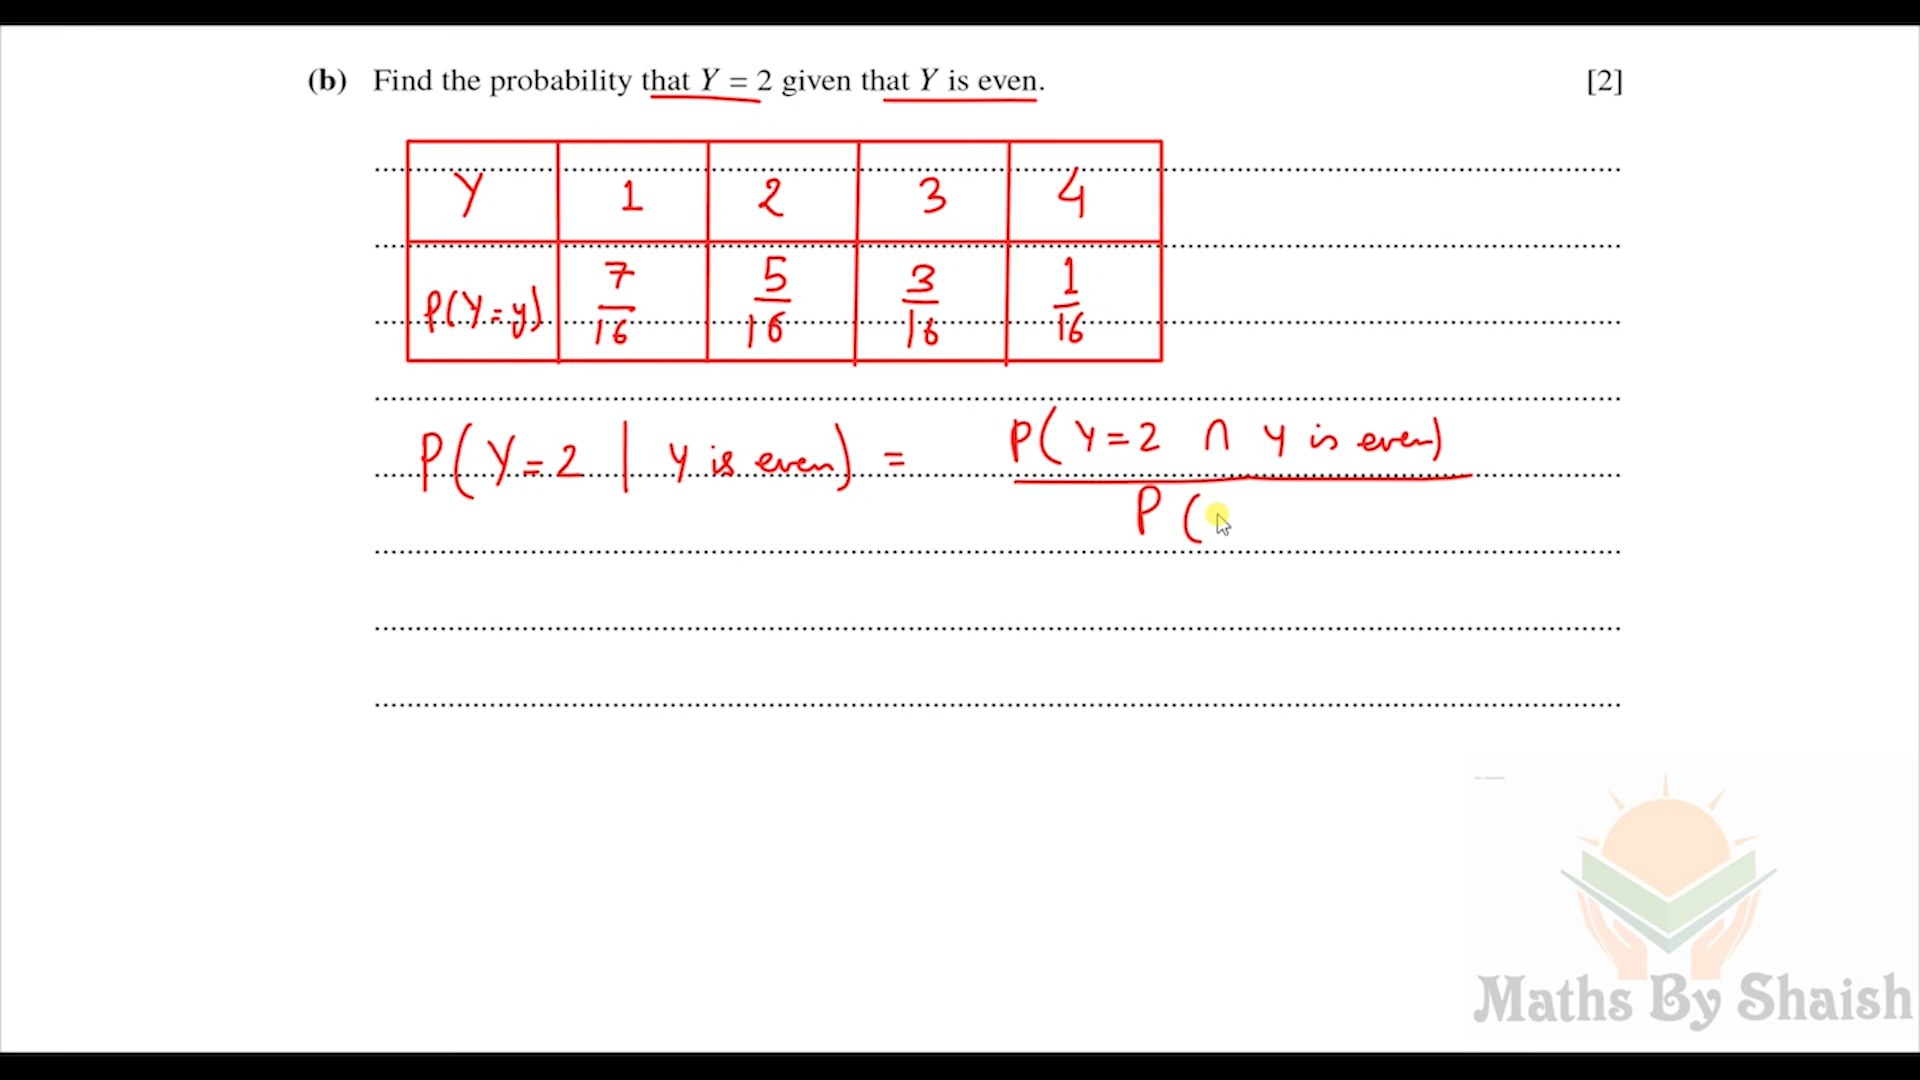 (b) Find the probability that Y = 2 given that Y is even. [2]
Y 1 2 3 4
P(Y=y) 7/16 5/16 3/16 1/16
P(Y=2 | Y is even) = P(Y=2 ∩ Y is even)
P(
Maths By Shaish